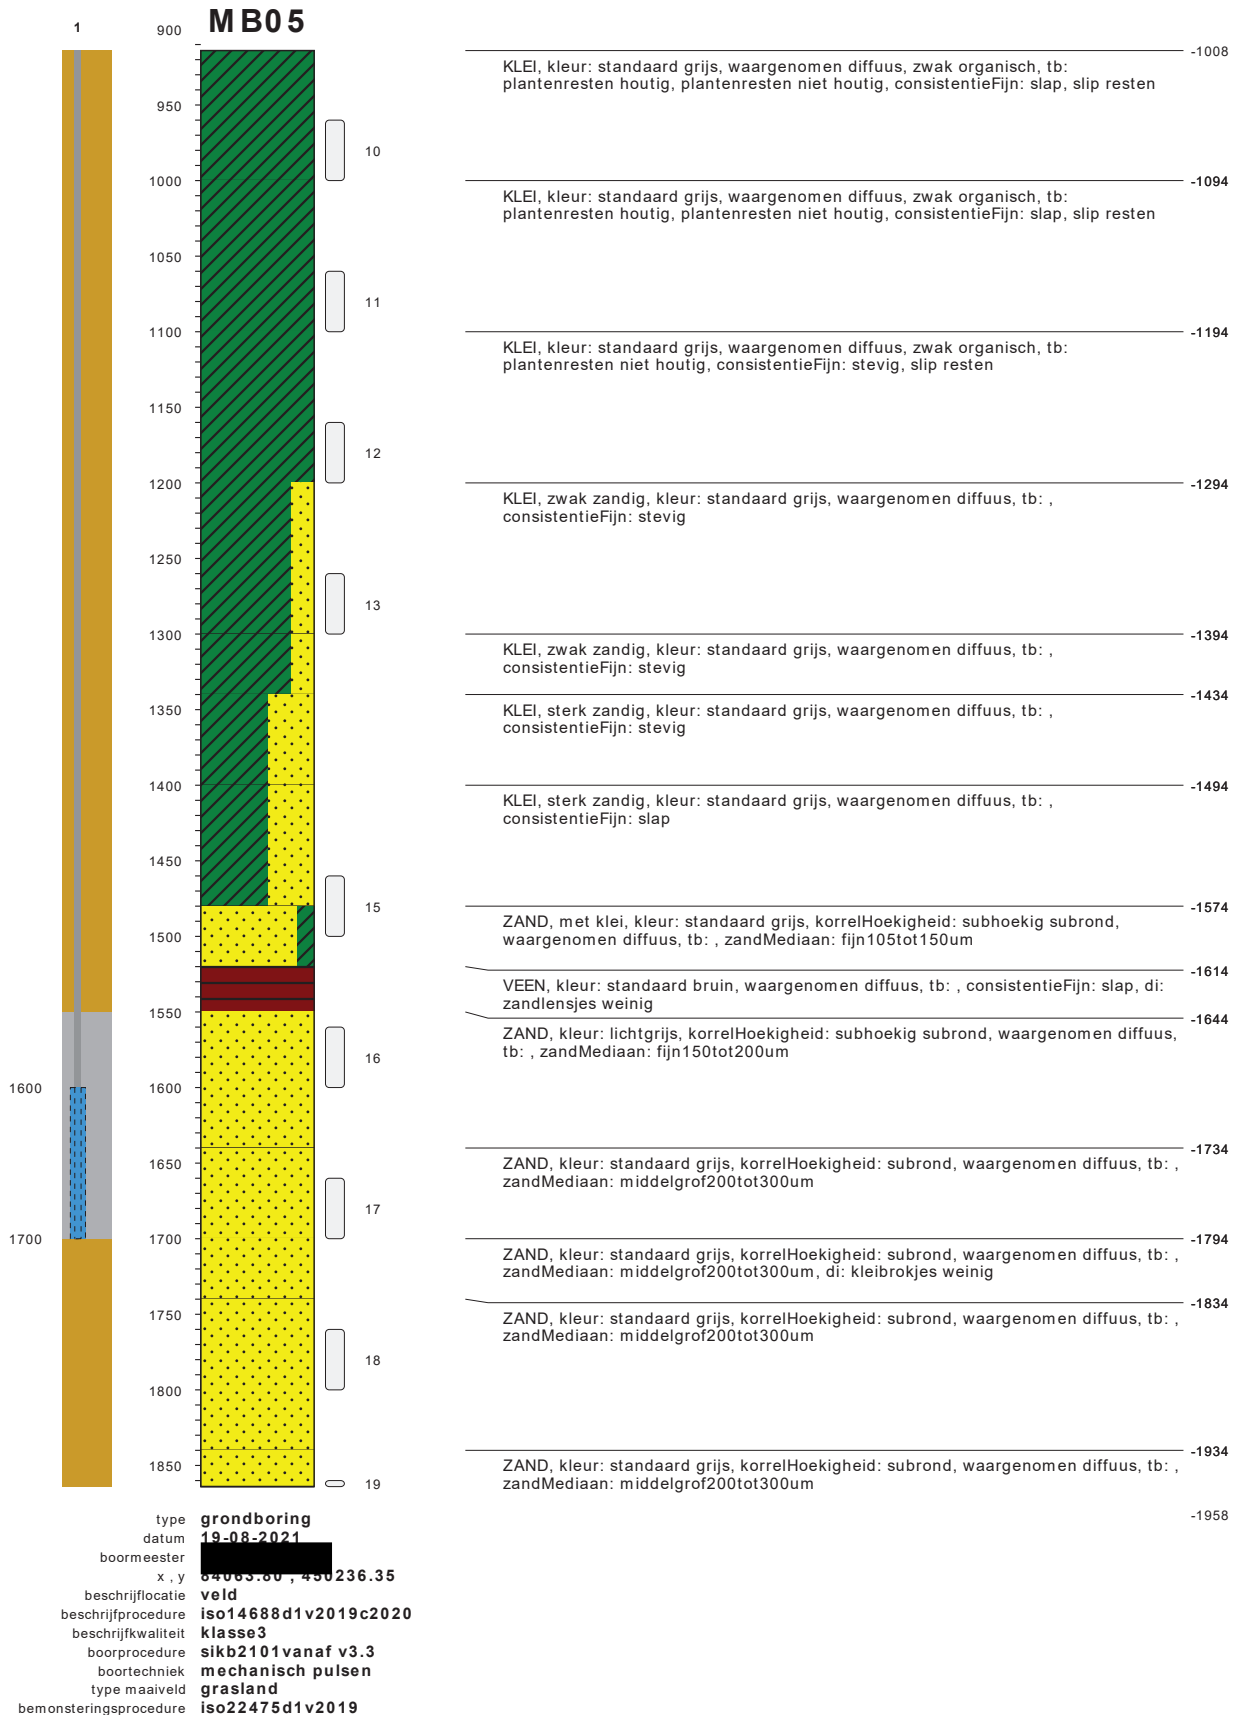 MB05
1
900
-1008
KLEI, kleur: standaard grijs, waargenomen diffuus, zwak organisch, tb:
plantenresten houtig, plantenresten niet houtig, consistentieFijn: slap, slip resten
950
10
1000
-1094
KLEI, kleur: standaard grijs, waargenomen diffuus, zwak organisch, tb:
plantenresten houtig, plantenresten niet houtig, consistentieFijn: slap, slip resten
1050
11
1100
-1194
KLEI, kleur: standaard grijs, waargenomen diffuus, zwak organisch, tb:
plantenresten niet houtig, consistentieFijn: stevig, slip resten
1150
12
1200
-1294
KLEI, zwak zandig, kleur: standaard grijs, waargenomen diffuus, tb: ,
consistentieFijn: stevig
1250
13
1300
-1394
KLEI, zwak zandig, kleur: standaard grijs, waargenomen diffuus, tb: ,
consistentieFijn: stevig
-1434
1350
KLEI, sterk zandig, kleur: standaard grijs, waargenomen diffuus, tb: ,
consistentieFijn: stevig
1400
-1494
KLEI, sterk zandig, kleur: standaard grijs, waargenomen diffuus, tb: ,
consistentieFijn: slap
1450
15
-1574
ZAND, met klei, kleur: standaard grijs, korrelHoekigheid: subhoekig subrond,
waargenomen diffuus, tb: , zandMediaan: fijn105tot150um
1500
-1614
VEEN, kleur: standaard bruin, waargenomen diffuus, tb: , consistentieFijn: slap, di:
zandlensjes weinig
1550
-1644
ZAND, kleur: lichtgrijs, korrelHoekigheid: subhoekig subrond, waargenomen diffuus,
tb: , zandMediaan: fijn150tot200um
16
1600
1600
1650
-1734
ZAND, kleur: standaard grijs, korrelHoekigheid: subrond, waargenomen diffuus, tb: ,
zandMediaan: middelgrof200tot300um
17
1700
1700
-1794
ZAND, kleur: standaard grijs, korrelHoekigheid: subrond, waargenomen diffuus, tb: ,
zandMediaan: middelgrof200tot300um, di: kleibrokjes weinig
-1834
1750
ZAND, kleur: standaard grijs, korrelHoekigheid: subrond, waargenomen diffuus, tb: ,
zandMediaan: middelgrof200tot300um
18
1800
-1934
1850
ZAND, kleur: standaard grijs, korrelHoekigheid: subrond, waargenomen diffuus, tb: ,
zandMediaan: middelgrof200tot300um
19
-1958
type grondboring
datum 19-08-2021
boormeester
x , y 84063.80 , 450236.35
beschrijflocatie veld
beschrijfprocedure iso14688d1v2019c2020
beschrijfkwaliteit klasse3
boorprocedure sikb2101vanaf v3.3
boortechniek mechanisch pulsen
type maaiveld grasland
bemonsteringsprocedure iso22475d1v2019